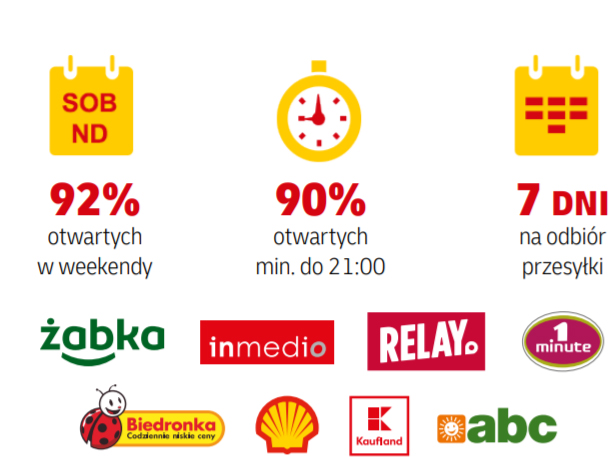 SOB
ND
92%
otwartych
w weekendy
90%
otwartych
min. do 21:00
7 DNI
na odbiór
przesyłki
żabka
inmedio
RELAY
1
minute
Biedronka
Codziennie niskie ceny
Kaufland
abc